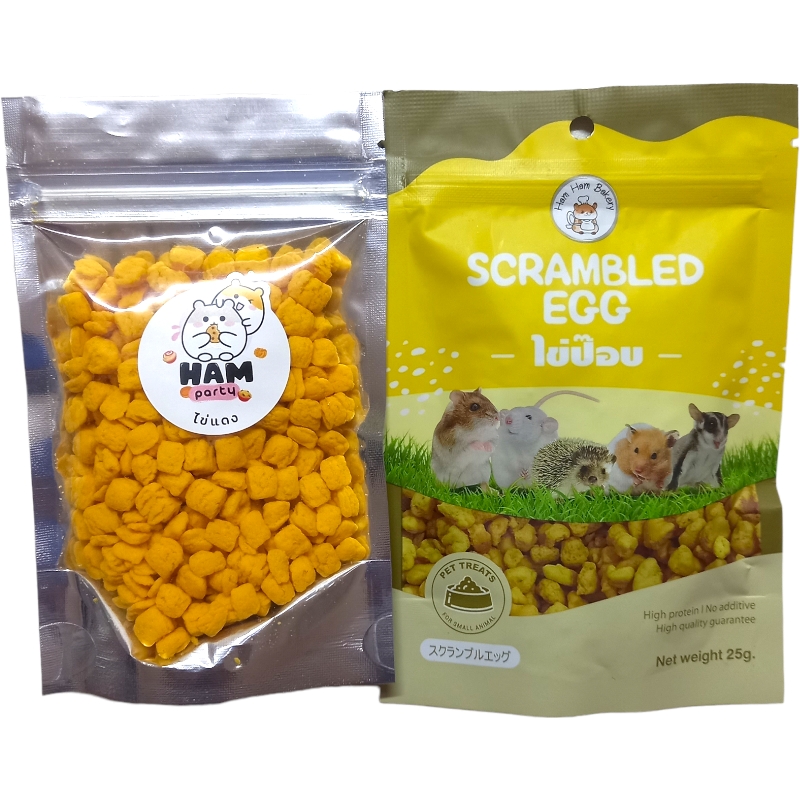 HAM
party
ไข่แดง
Ham Ham Bakery
SCRAMBLED
EGG
ไข่ป๊อบ
PET TREATS
FOR SMALL ANIMAL
High protein | No additive
High quality guarantee
スクランブルエッグ
Net weight 25g.